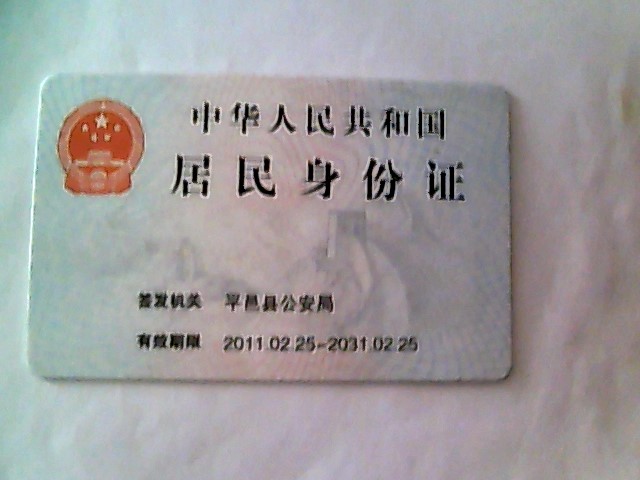 中华人民共和国
居民身份证
签发机关 平邑县公安局
有效期限 2011.02.25-2031.02.25